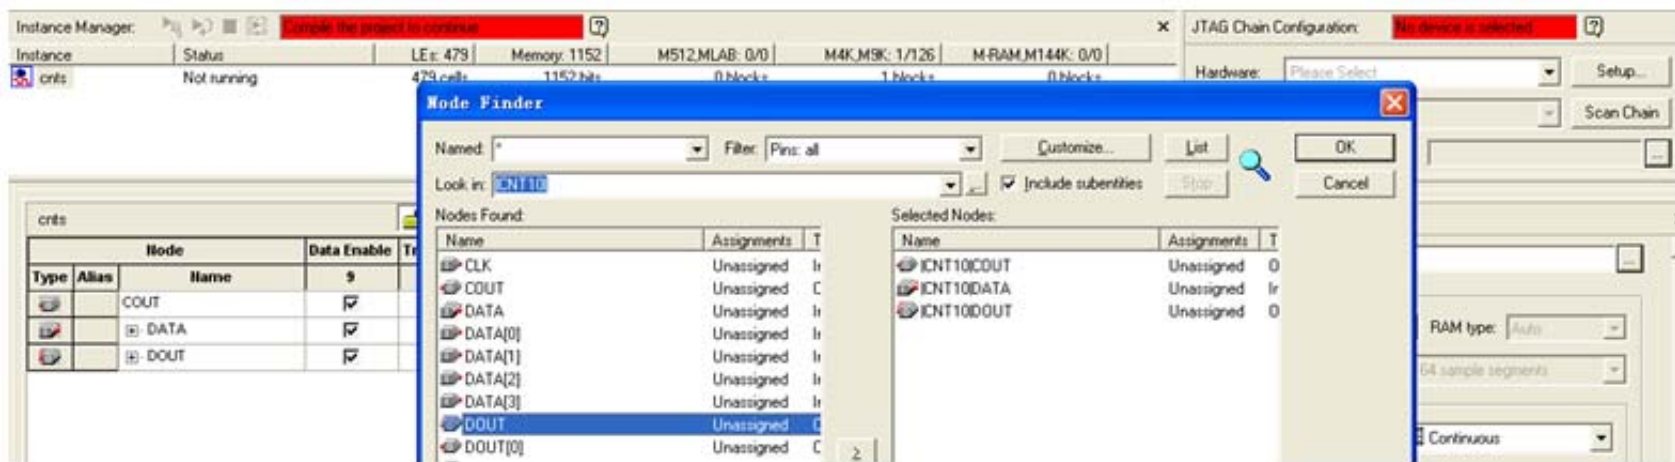 Instance Manager: Compile the project to continue
JTAG Chain Configuration: No device is selected
Instance Status LEs: 479 Memory: 1152 M512,MLAB: 0/0 M4K,M9K: 1/126 M-RAM,M144K: 0/0
cnts Not running 479 cells 1152 bits 0 blocks 1 blocks 0 blocks
Hardware: Please Select Setup...
Scan Chain
Node Finder
Named: * Filter: Pins: all Customize... List OK
Look in: |CNT10| Include subentities Stop Cancel
Nodes Found: Selected Nodes:
Name Assignments T Name Assignments T
CLK Unassigned
COUT Unassigned
DATA Unassigned
DATA[0] Unassigned
DATA[1] Unassigned
DATA[2] Unassigned
DATA[3] Unassigned
DOUT Unassigned
DOUT[0] Unassigned
≥
|CNT10|COUT Unassigned
|CNT10|DATA Unassigned
|CNT10|DOUT Unassigned
cnts
Node Data Enable
Type Alias Name 9
COUT
DATA
DOUT
RAM type: Auto
64 sample segments
Continuous